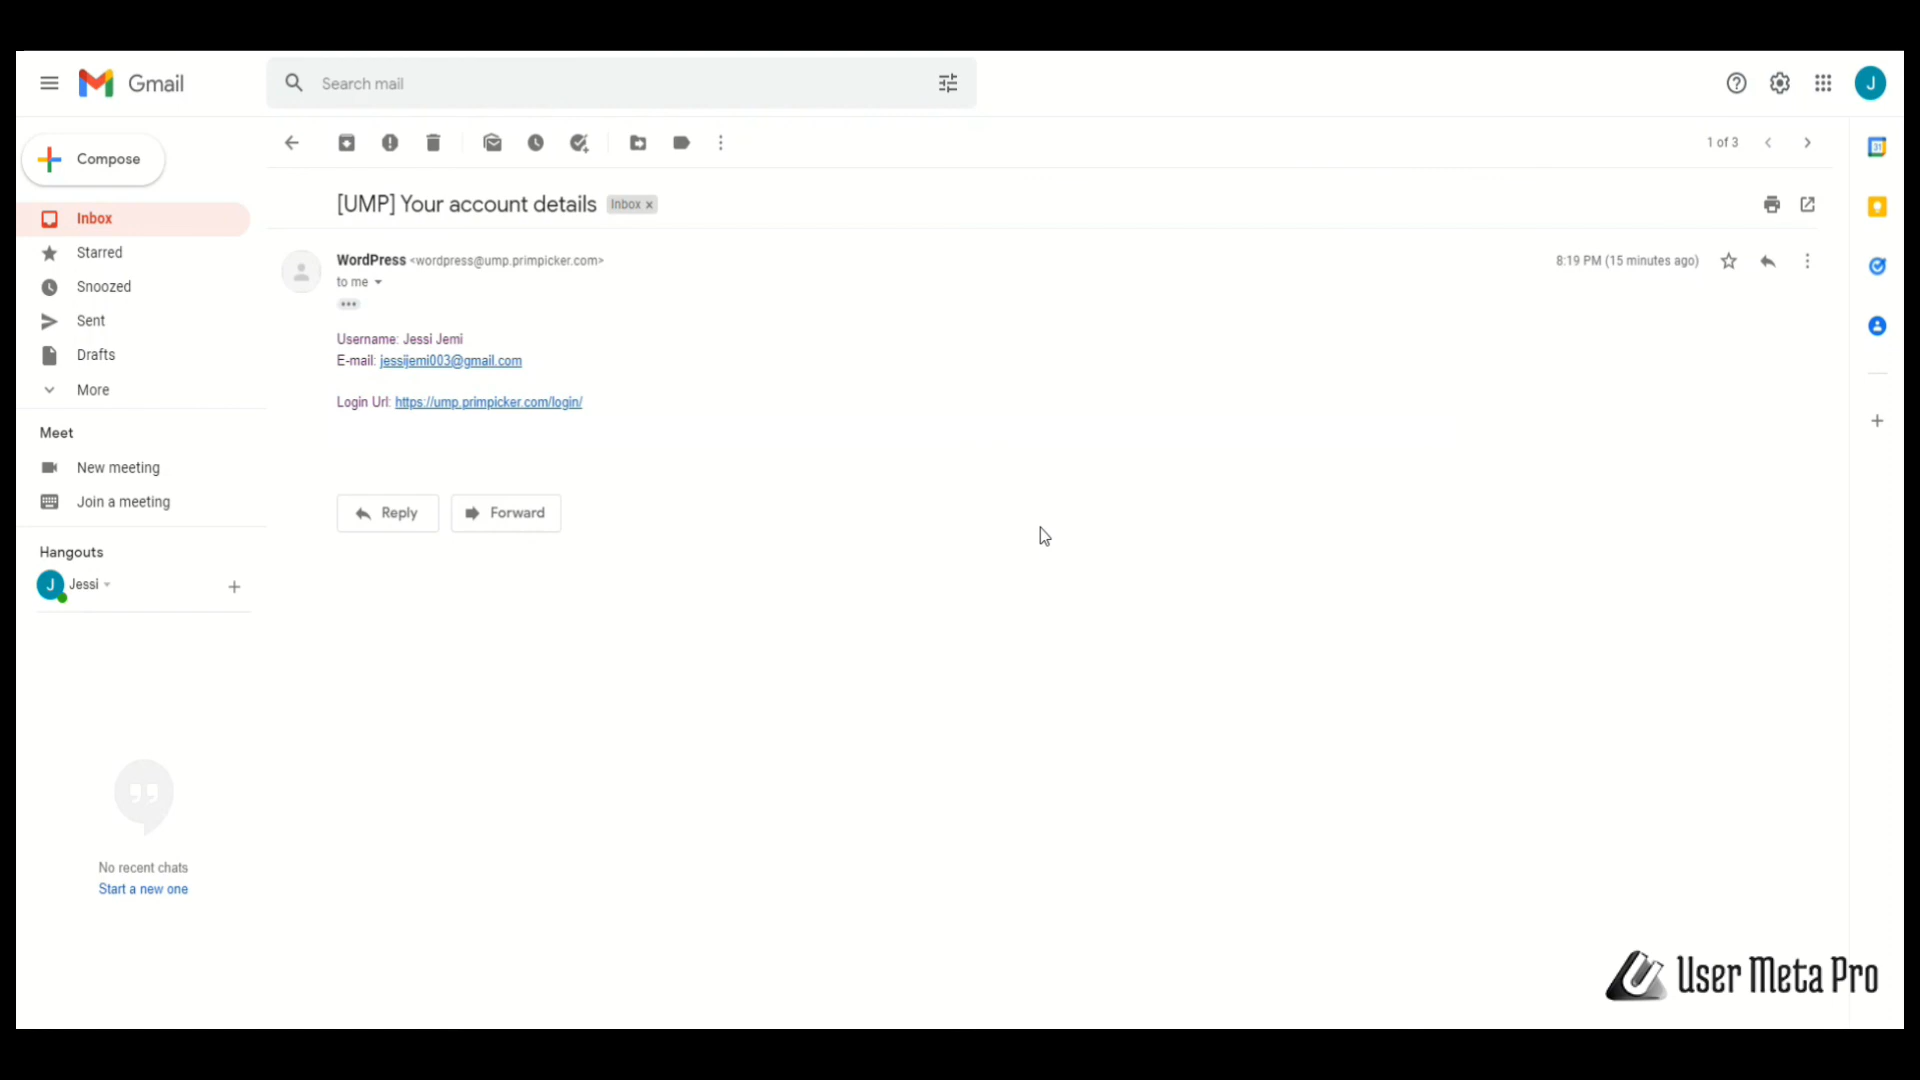 Gmail
Search mail
J
Compose
1 of 3
31
[UMP] Your account details Inbox x
Inbox
Starred
Snoozed
Sent
Drafts
More
WordPress <wordpress@ump.primpicker.com>
8:19 PM (15 minutes ago)
to me
Username: Jessi Jemi
E-mail: jessijemi003@gmail.com
Login Url: https://ump.primpicker.com/login/
Meet
New meeting
Join a meeting
Reply
Forward
Hangouts
J Jessi
No recent chats
Start a new one
User Meta Pro